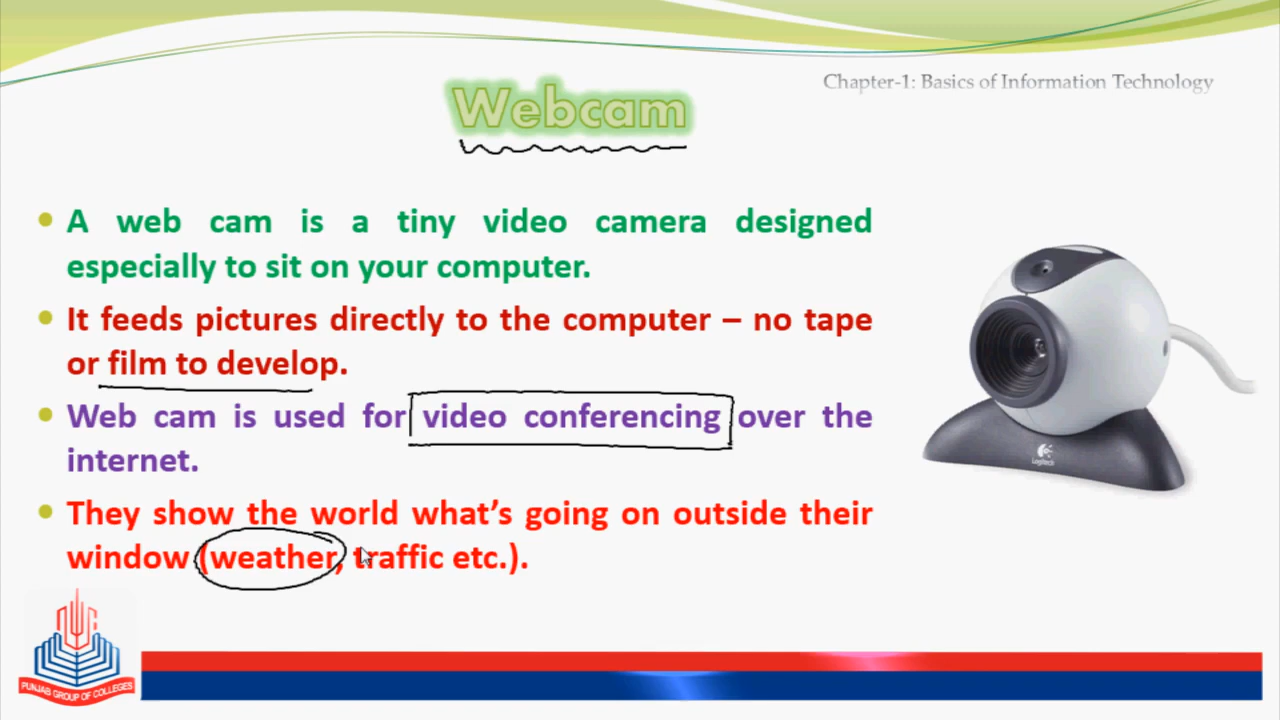 Chapter-1: Basics of Information Technology
Webcam
A web cam is a tiny video camera designed
especially to sit on your computer.
It feeds pictures directly to the computer – no tape
or film to develop.
Web cam is used for video conferencing over the
internet.
They show the world what's going on outside their
window (weather, traffic etc.).
Logitech
PUNJAB GROUP OF COLLEGES